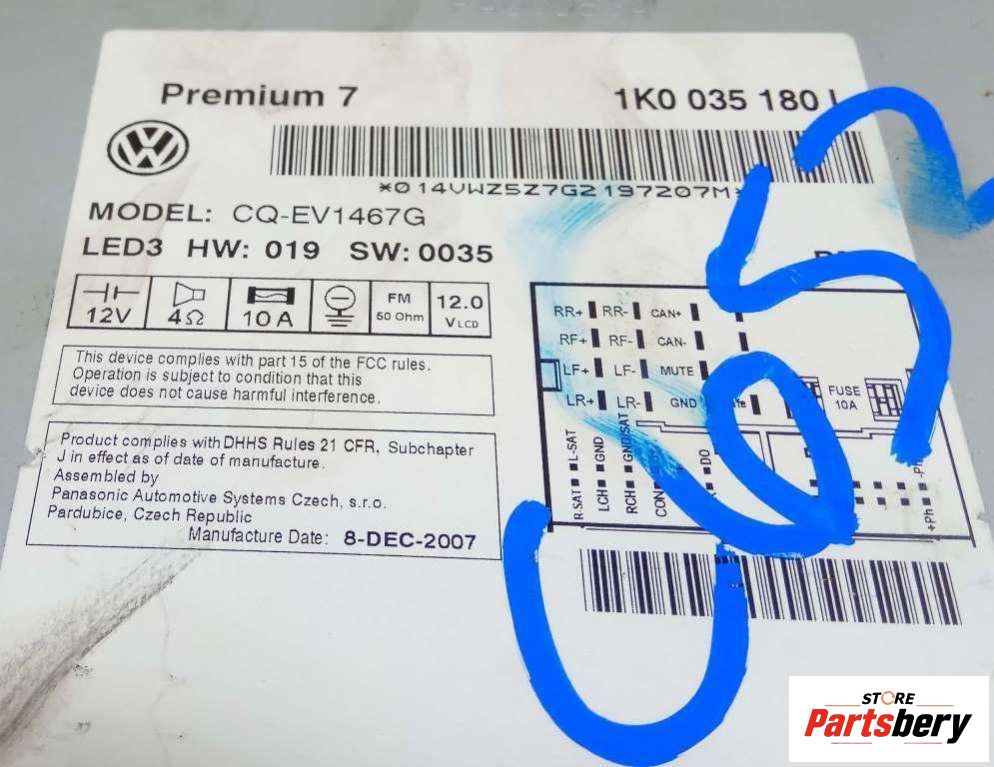 Premium 7
1K0 035 180
*014VWZ5Z7G2197207M*
MODEL: CQ-EV1467G
LED3 HW: 019 SW: 0035
12V
4Ω
10 A
FM
50 Ohm
12.0
VLCD
This device complies with part 15 of the FCC rules.
Operation is subject to condition that this
device does not cause harmful interference.
Product complies with DHHS Rules 21 CFR, Subchapter
J in effect as of date of manufacture.
Assembled by
Panasonic Automotive Systems Czech, s.r.o.
Pardubice, Czech Republic
Manufacture Date: 8-DEC-2007
RR+ RR- CAN+
RF+ RF- CAN-
LF+ LF- MUTE
LR+ LR- GND
FUSE
10A
R-SAT L-SAT
LCH GND
RCH GND/SAT
CON
DO
+Ph
STORE
Partsbery